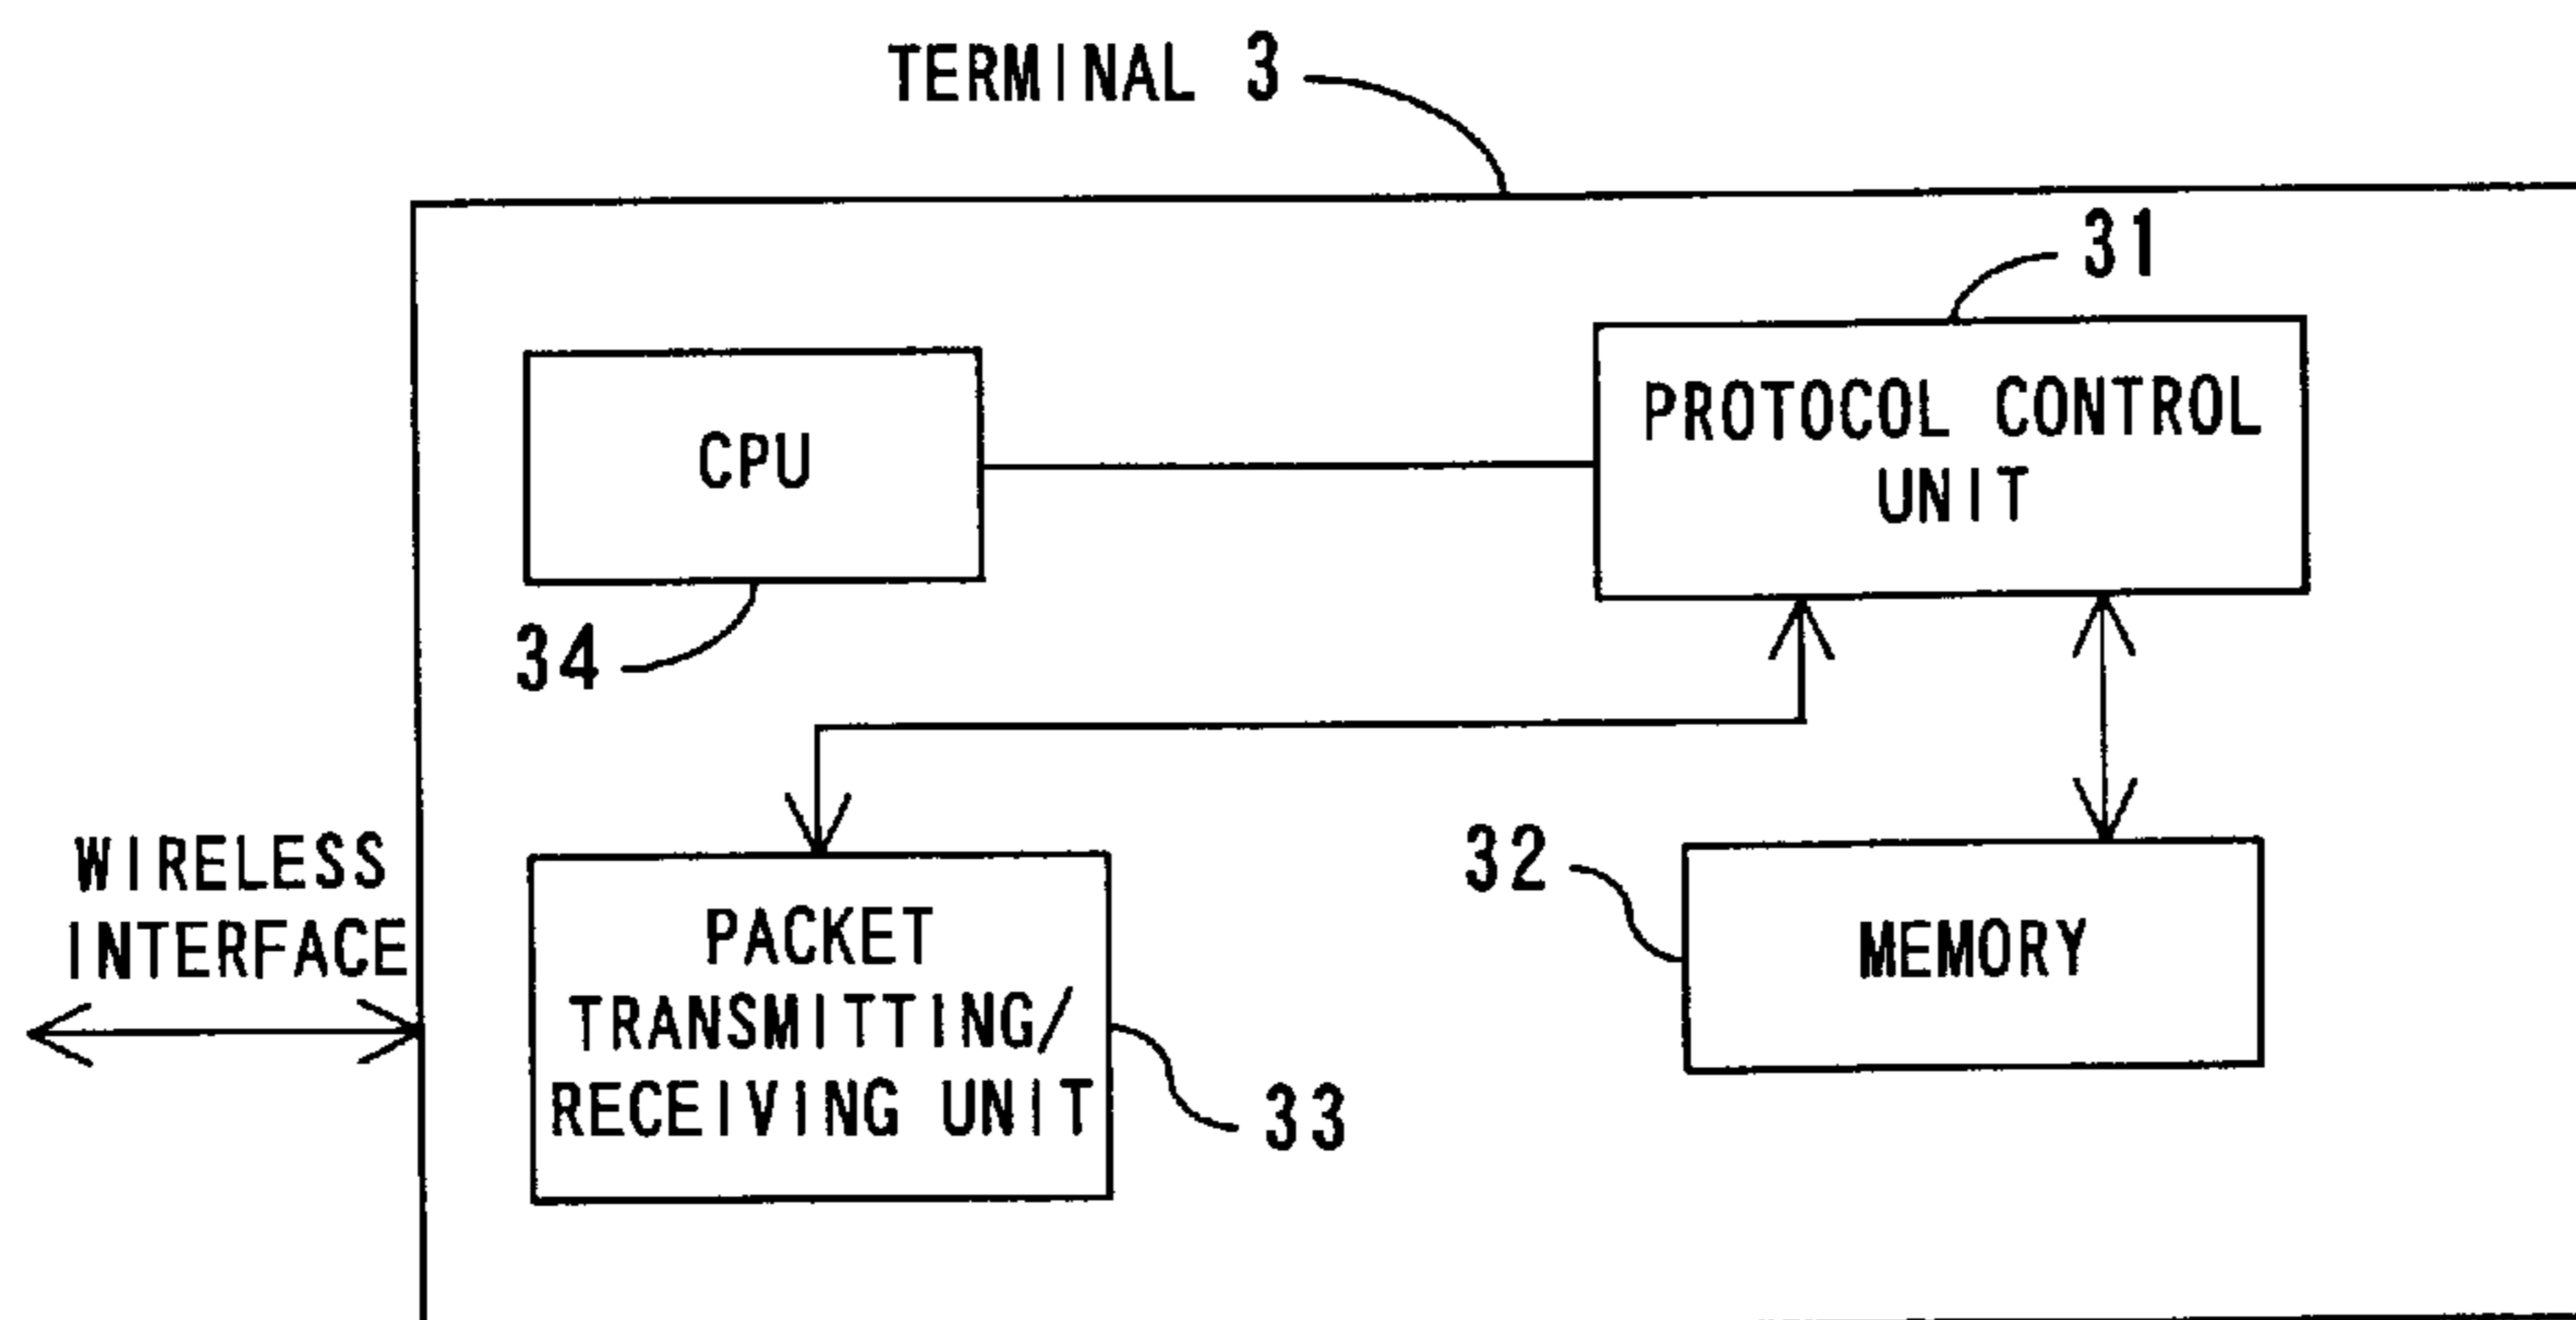 TERMINAL 3
31
CPU
PROTOCOL CONTROL
UNIT
34
WIRELESS
INTERFACE
PACKET
TRANSMITTING/
RECEIVING UNIT
33
32
MEMORY